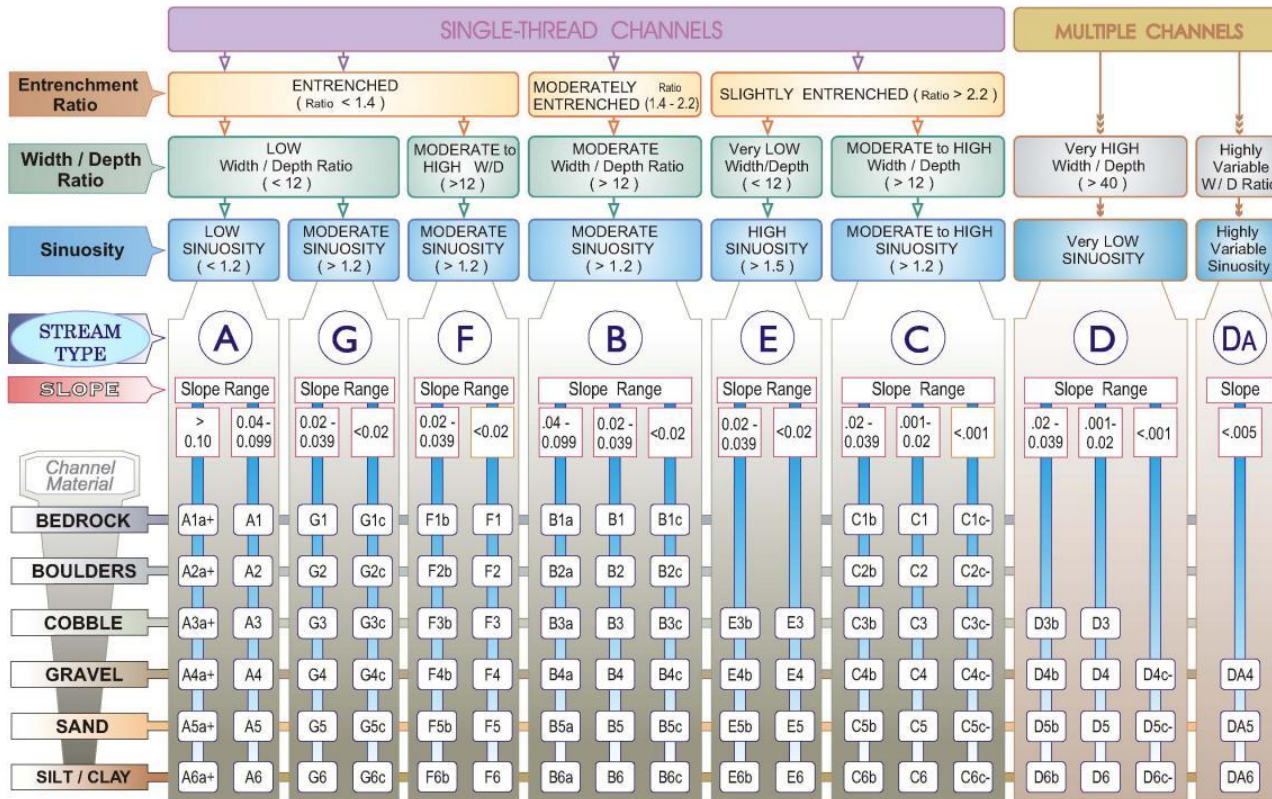 SINGLE-THREAD CHANNELS
MULTIPLE CHANNELS
Entrenchment
Ratio
ENTRENCHED
( Ratio < 1.4 )
MODERATELY Ratio
ENTRENCHED (1.4 - 2.2)
SLIGHTLY ENTRENCHED ( Ratio > 2.2 )
Width / Depth
Ratio
LOW
Width / Depth Ratio
( < 12 )
MODERATE to
HIGH W/D
( >12 )
MODERATE
Width / Depth Ratio
( > 12 )
Very LOW
Width/Depth
( < 12 )
MODERATE to HIGH
Width / Depth
( > 12 )
Very HIGH
Width / Depth
( > 40 )
Highly
Variable
W/ D Ratio
Sinuosity
LOW
SINUOSITY
( < 1.2 )
MODERATE
SINUOSITY
( > 1.2 )
MODERATE
SINUOSITY
( > 1.2 )
MODERATE
SINUOSITY
( > 1.2 )
HIGH
SINUOSITY
( > 1.5 )
MODERATE to HIGH
SINUOSITY
( > 1.2 )
Very LOW
SINUOSITY
Highly
Variable
Sinuosity
STREAM
TYPE
A G F B E C D DA
SLOPE
Slope Range Slope Range Slope Range Slope Range Slope Range Slope Range Slope Range Slope
>
0.10
0.04 -
0.099
0.02 -
0.039
<0.02
0.02 -
0.039
<0.02
.04 -
0.099
0.02 -
0.039
<0.02
0.02 -
0.039
<0.02
.02 -
0.039
.001-
0.02
<.001
.02 -
0.039
.001-
0.02
<.001
<.005
Channel
Material
BEDROCK A1a+ A1 G1 G1c F1b F1 B1a B1 B1c C1b C1 C1c-
BOULDERS A2a+ A2 G2 G2c F2b F2 B2a B2 B2c C2b C2 C2c-
COBBLE A3a+ A3 G3 G3c F3b F3 B3a B3 B3c E3b E3 C3b C3 C3c- D3b D3
GRAVEL A4a+ A4 G4 G4c F4b F4 B4a B4 B4c E4b E4 C4b C4 C4c- D4b D4 D4c- DA4
SAND A5a+ A5 G5 G5c F5b F5 B5a B5 B5c E5b E5 C5b C5 C5c- D5b D5 D5c- DA5
SILT / CLAY A6a+ A6 G6 G6c F6b F6 B6a B6 B6c E6b E6 C6b C6 C6c- D6b D6 D6c- DA6